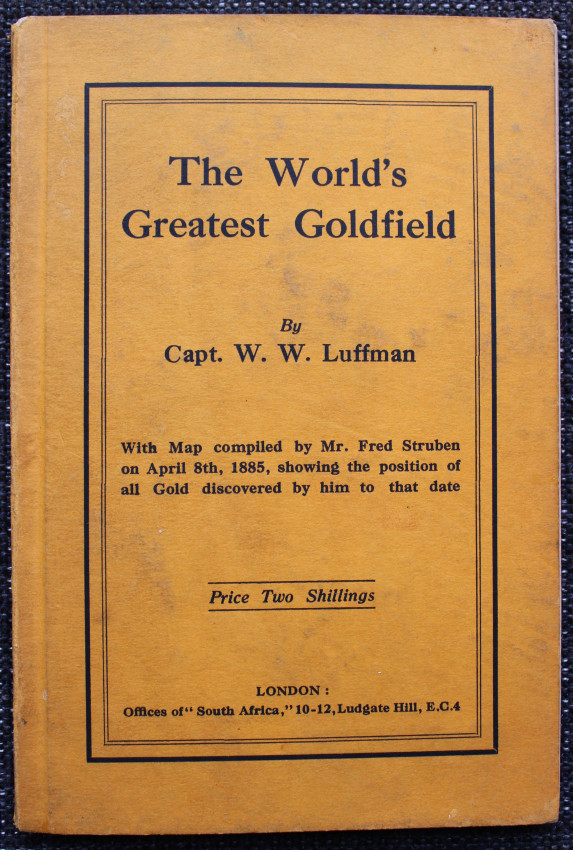 The World's
Greatest Goldfield
By
Capt. W. W. Luffman
With Map compiled by Mr. Fred Struben
on April 8th, 1885, showing the position of
all Gold discovered by him to that date
Price Two Shillings
LONDON :
Offices of "South Africa," 10-12, Ludgate Hill, E.C.4